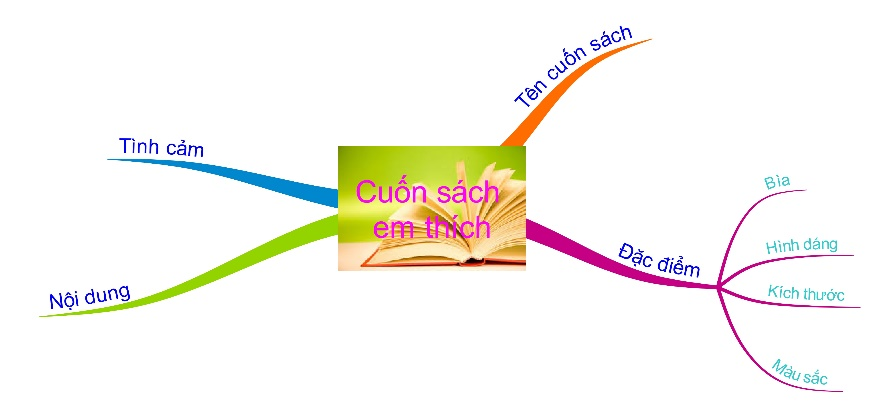 Cuốn sách
em thích
Tên cuốn sách
Đặc điểm
Bìa
Hình dáng
Kích thước
Màu sắc
Nội dung
Tình cảm